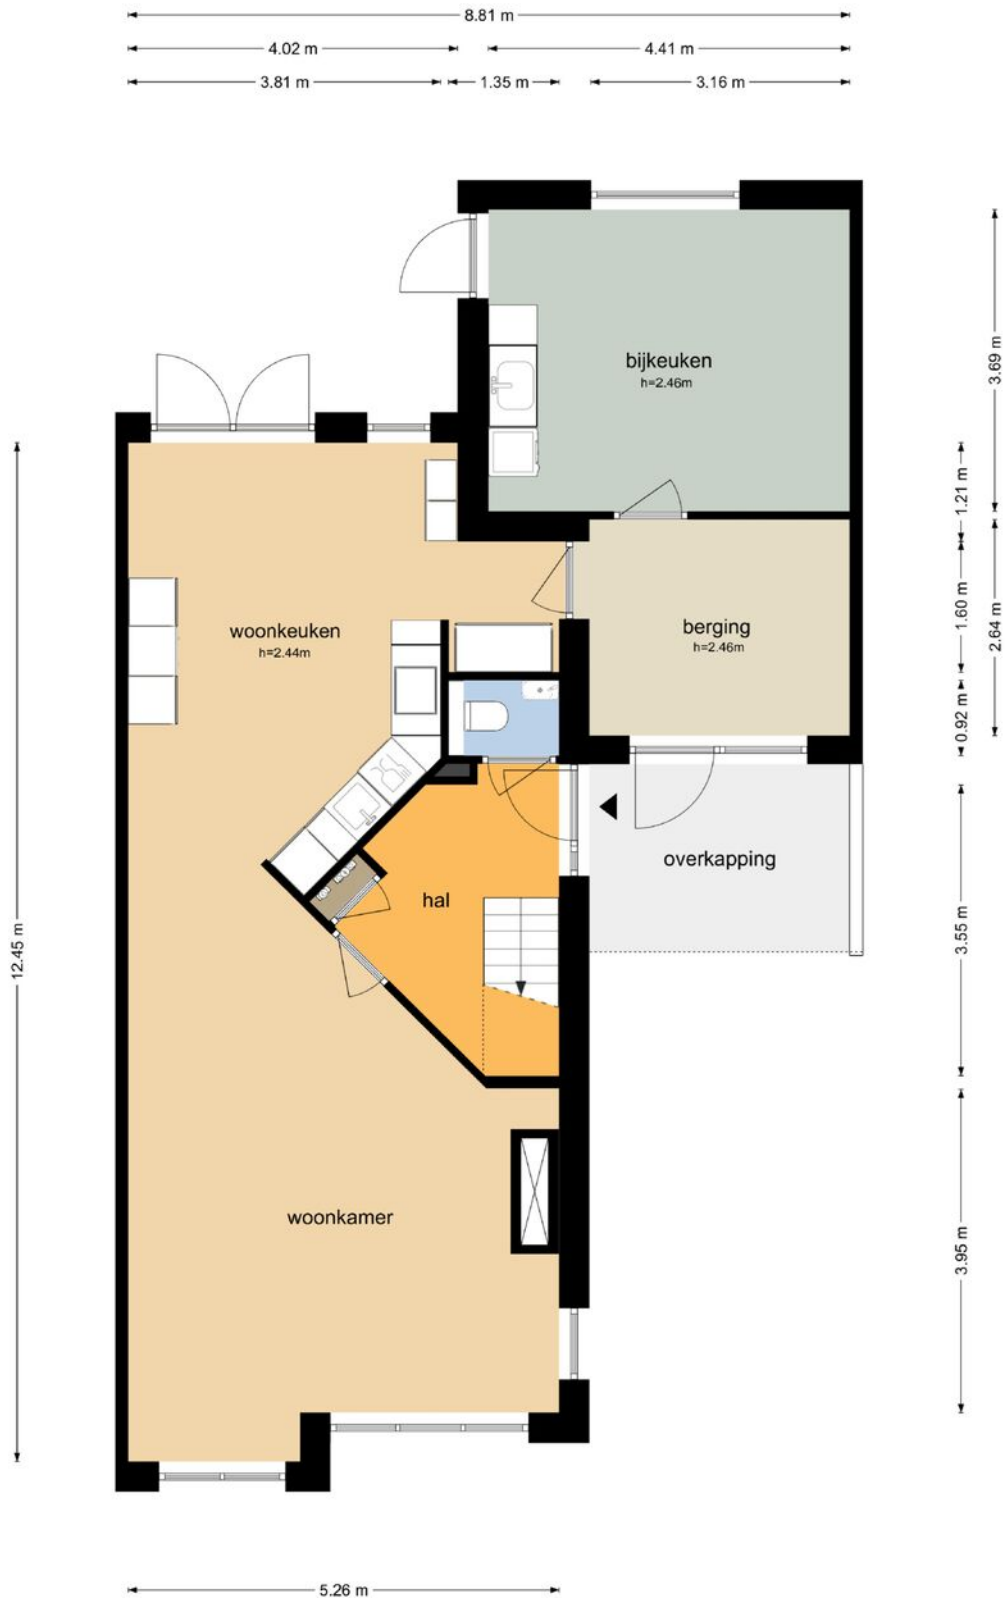 8.81 m
4.02 m
4.41 m
3.81 m
1.35 m
3.16 m
bijkeuken
h=2.46m
3.69 m
1.21 m
woonkeuken
h=2.44m
berging
h=2.46m
1.60 m
2.64 m
0.92 m
overkapping
hal
12.45 m
3.55 m
woonkamer
3.95 m
5.26 m